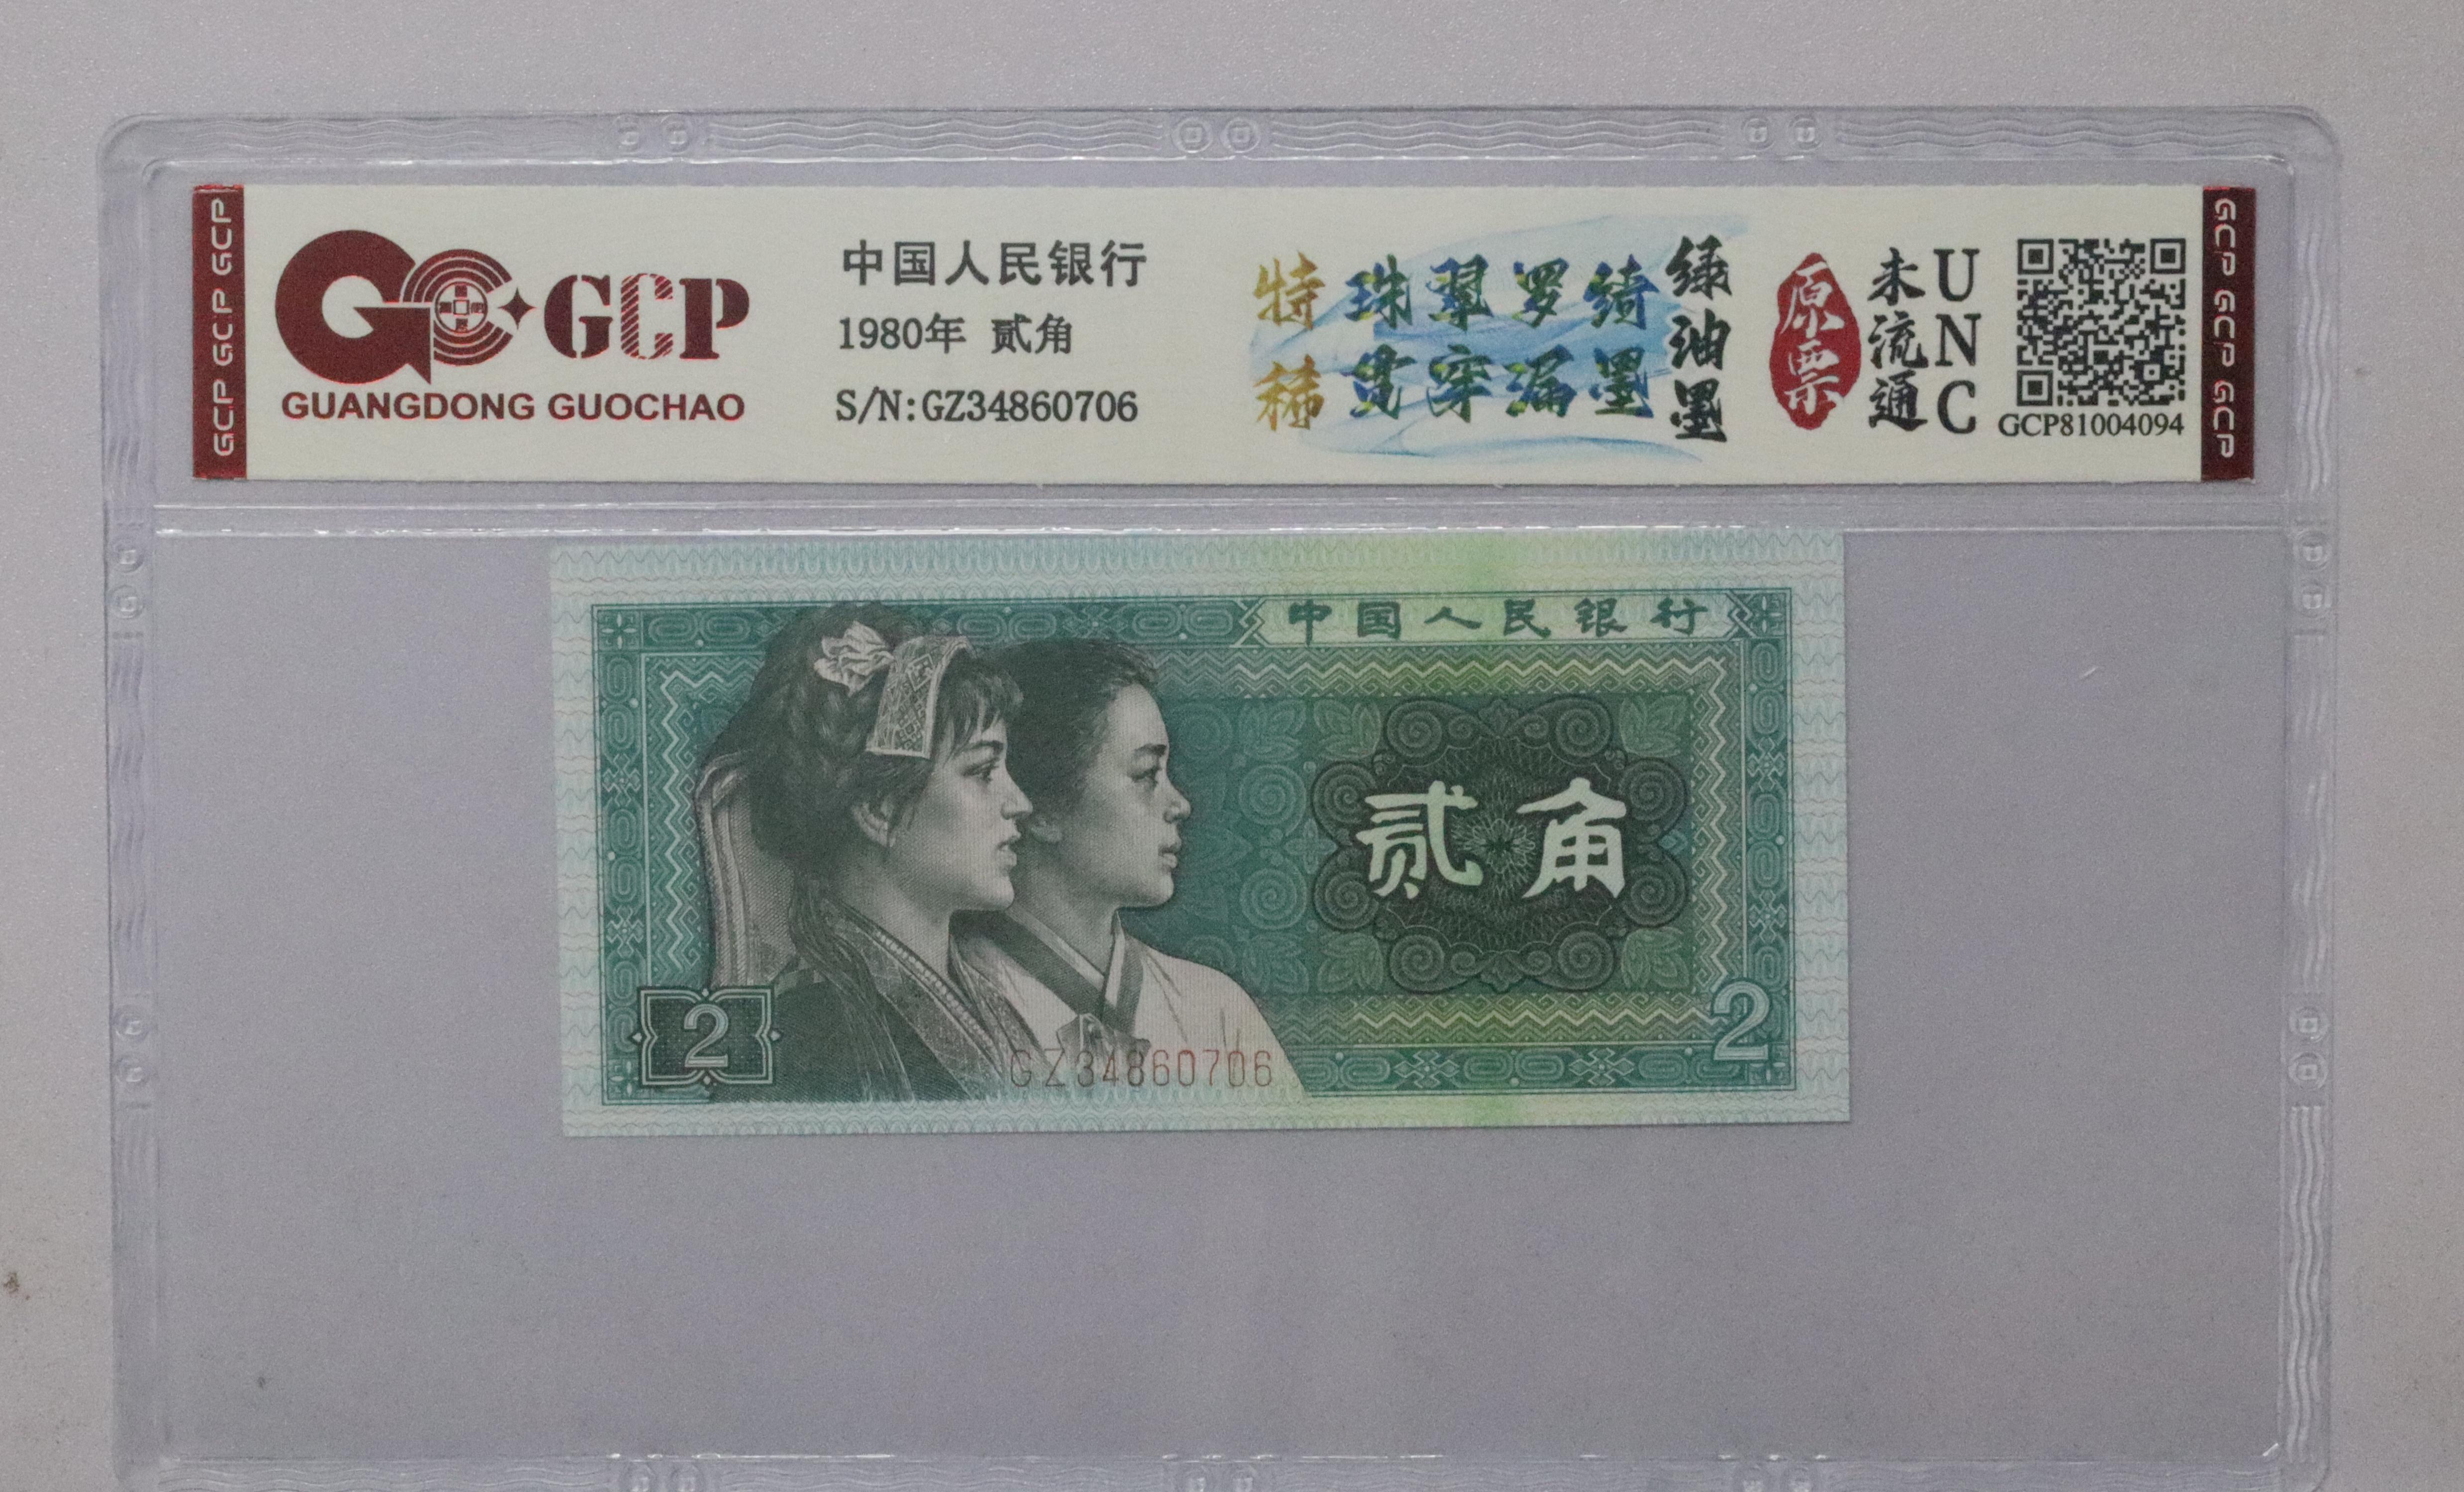 GCP GCP GCP
GCP
GUANGDONG GUOCHAO
中国人民银行
1980年 贰角
S/N:GZ34860706
特稀
珠翠罗绮
贯穿漏墨
绿油墨
原票
未流通
UNC
GCP81004094
GCP GCP GCP
中国人民银行
贰角
2
2
GZ34860706